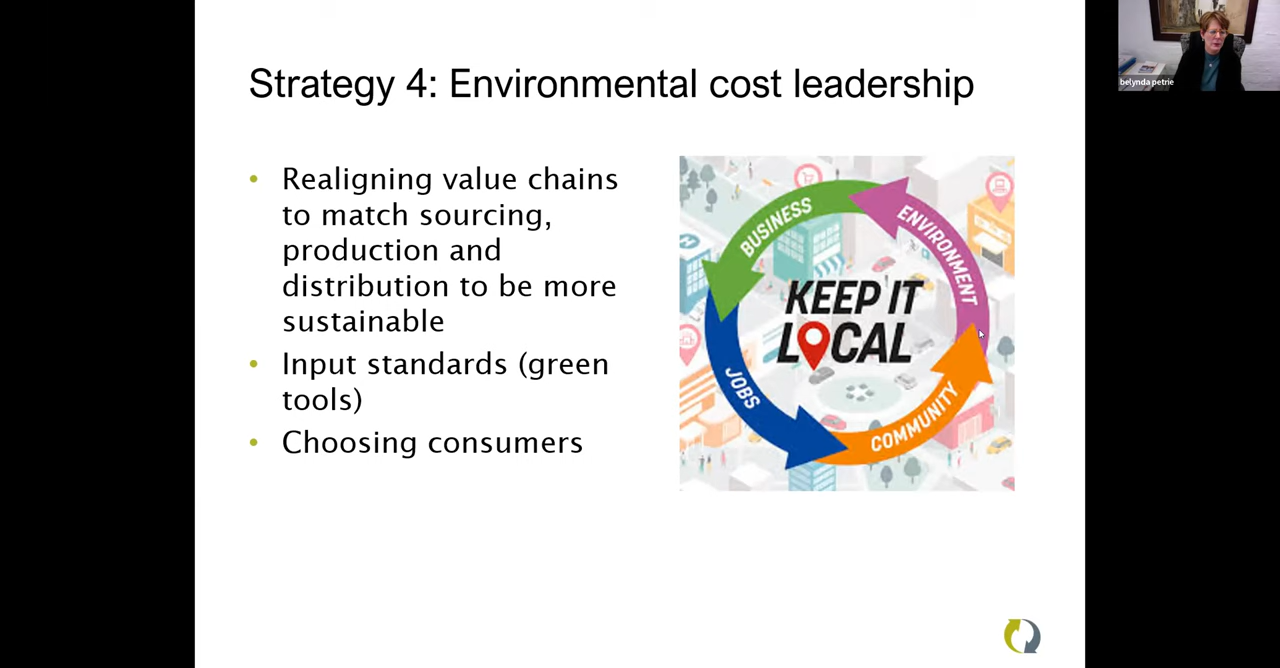 Strategy 4: Environmental cost leadership
• Realigning value chains
to match sourcing,
production and
distribution to be more
sustainable
• Input standards (green
tools)
• Choosing consumers
BUSINESS
ENVIRONMENT
KEEP IT
LOCAL
JOBS
COMMUNITY
belynda petrie